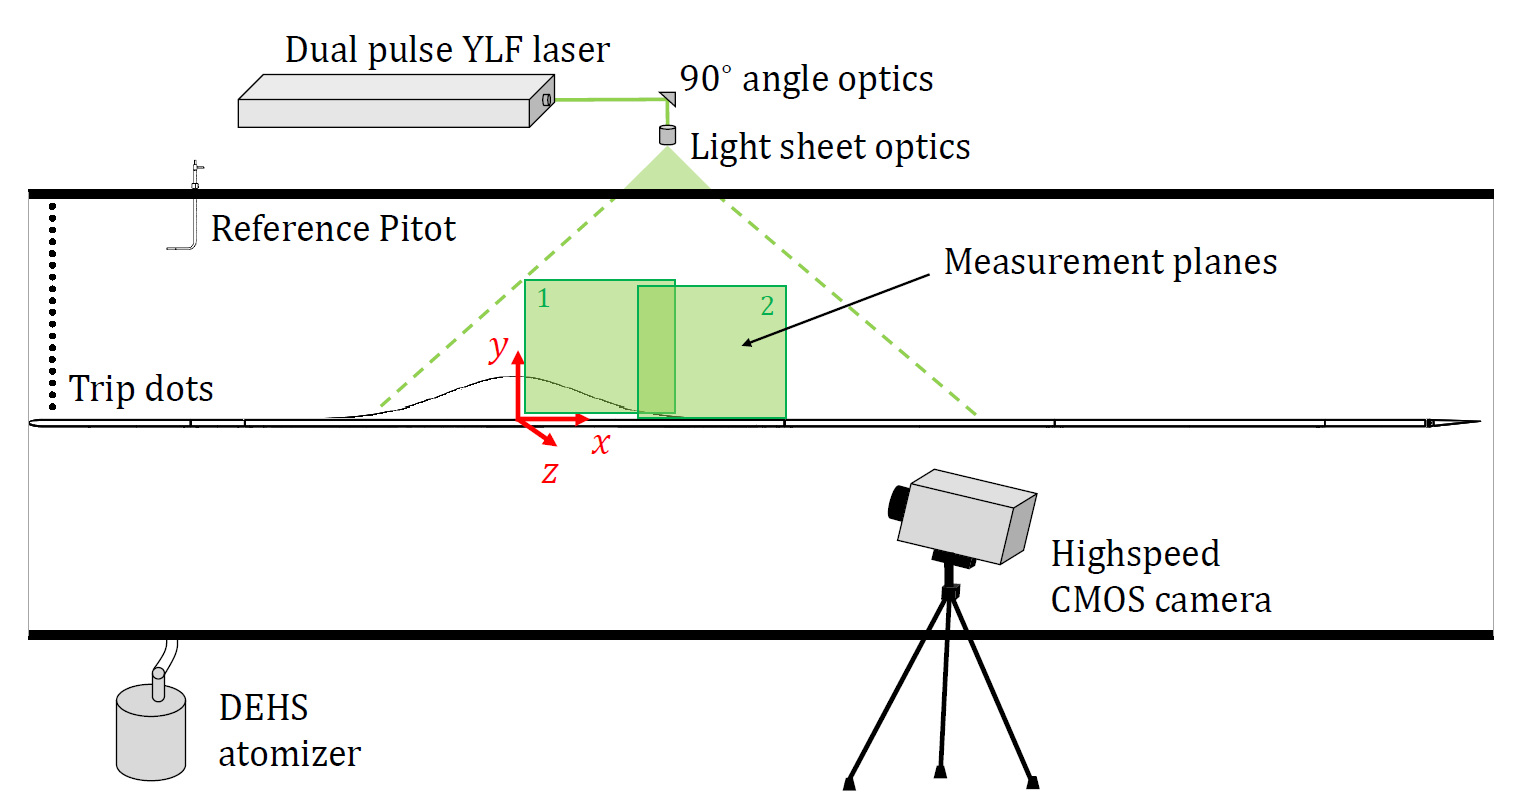 Dual pulse YLF laser
90° angle optics
Light sheet optics
Reference Pitot
Measurement planes
1
2
y
Trip dots
x
z
Highspeed
CMOS camera
DEHS
atomizer